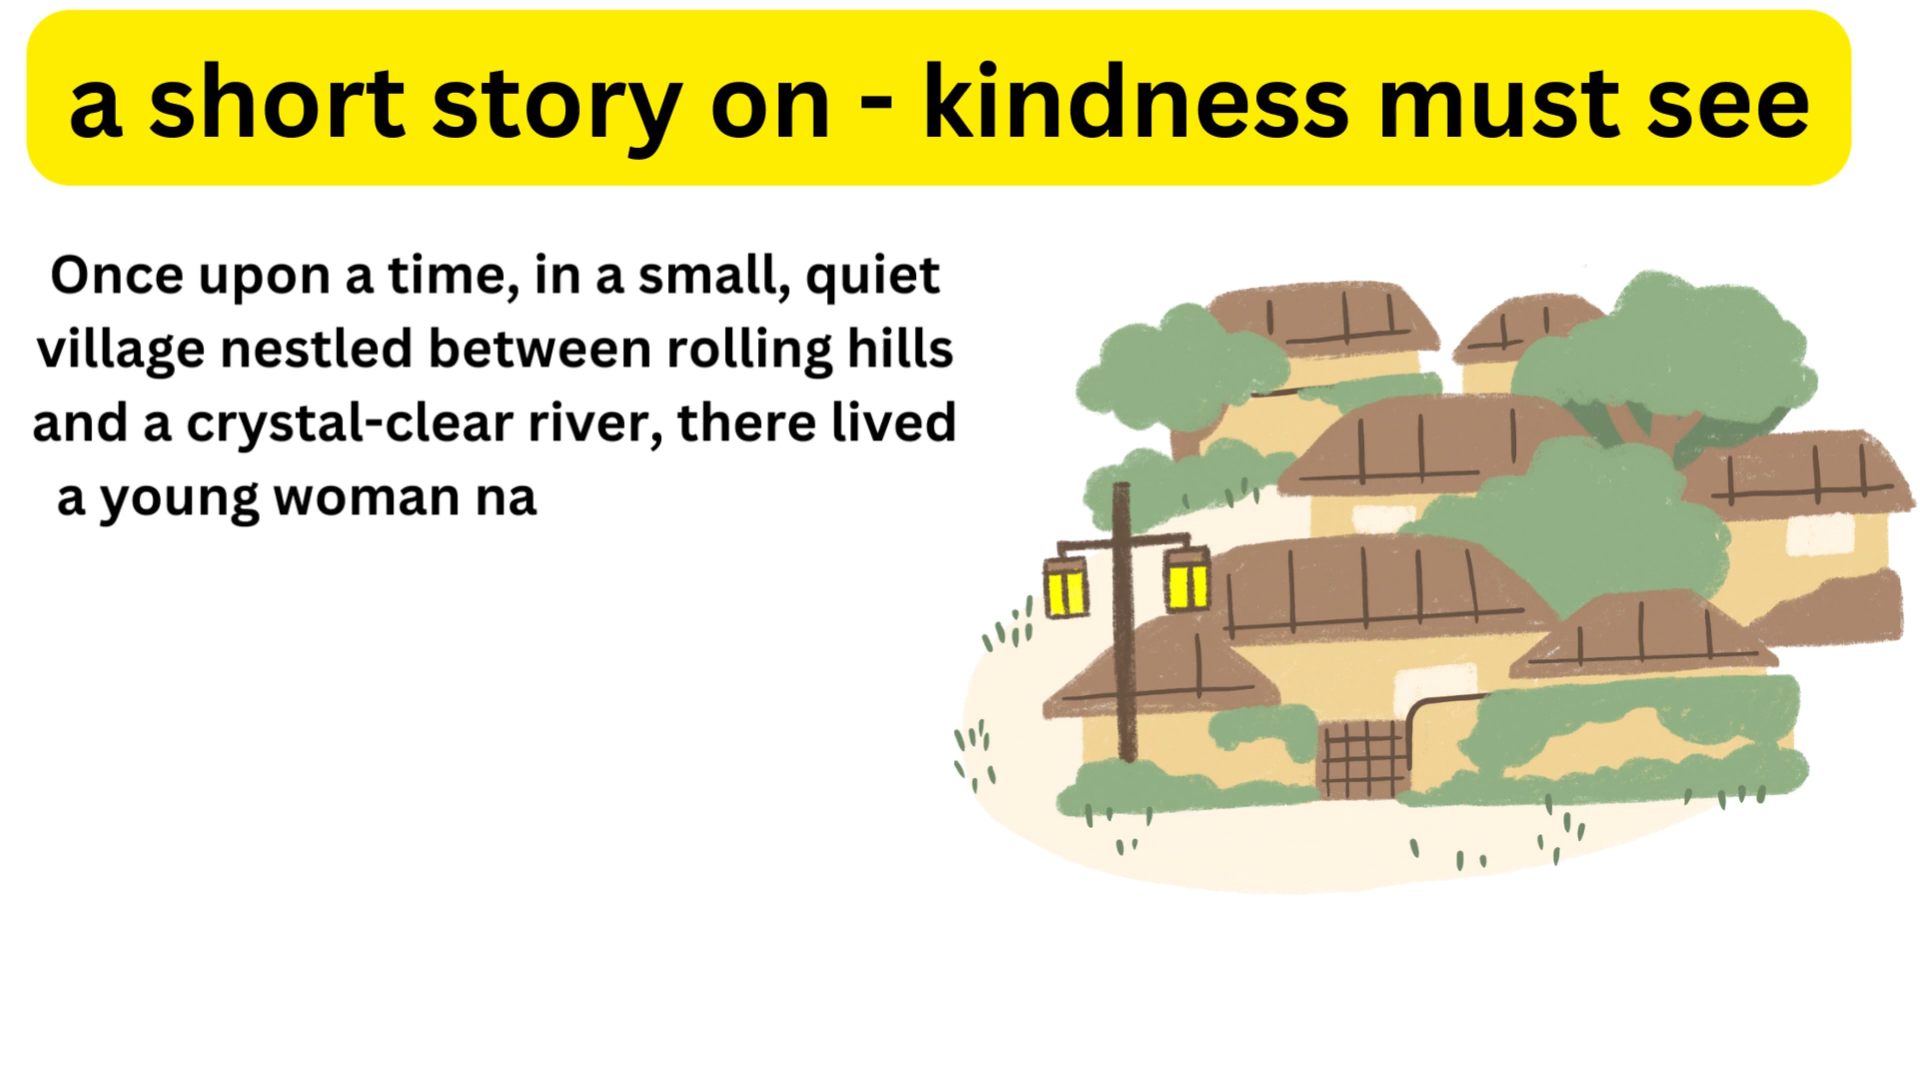 a short story on - kindness must see
Once upon a time, in a small, quiet
village nestled between rolling hills
and a crystal-clear river, there lived
a young woman na